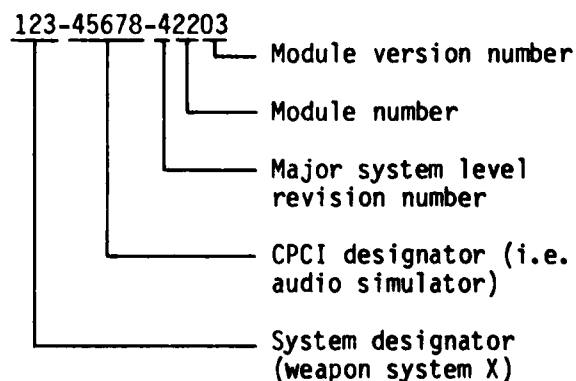 123-45678-42203
Module version number
Module number
Major system level
revision number
CPCI designator (i.e.
audio simulator)
System designator
(weapon system X)